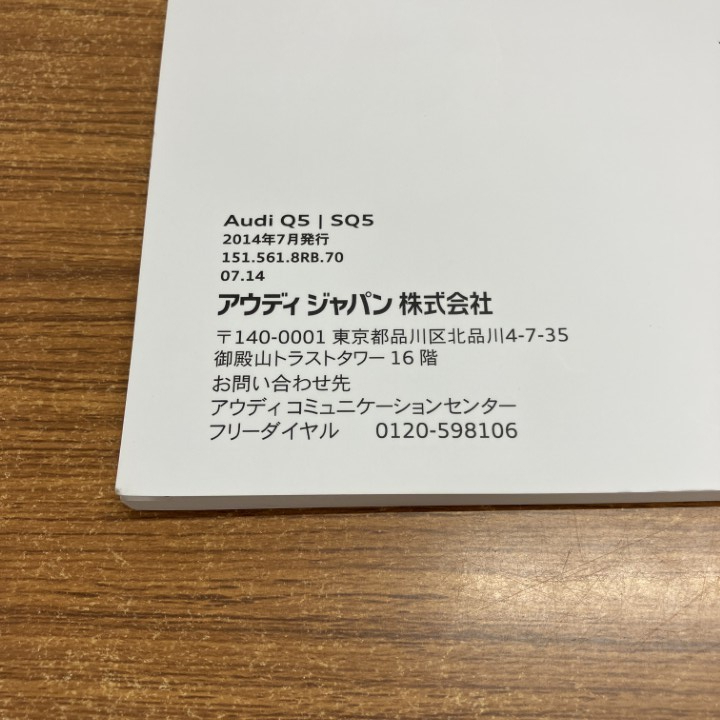 Audi Q5 | SQ5
2014年7月発行
151.561.8RB.70
07.14
アウディ ジャパン 株式会社
〒140-0001 東京都品川区北品川4-7-35
御殿山トラストタワー 16 階
お問い合わせ先
アウディ コミュニケーションセンター
フリーダイヤル 0120-598106